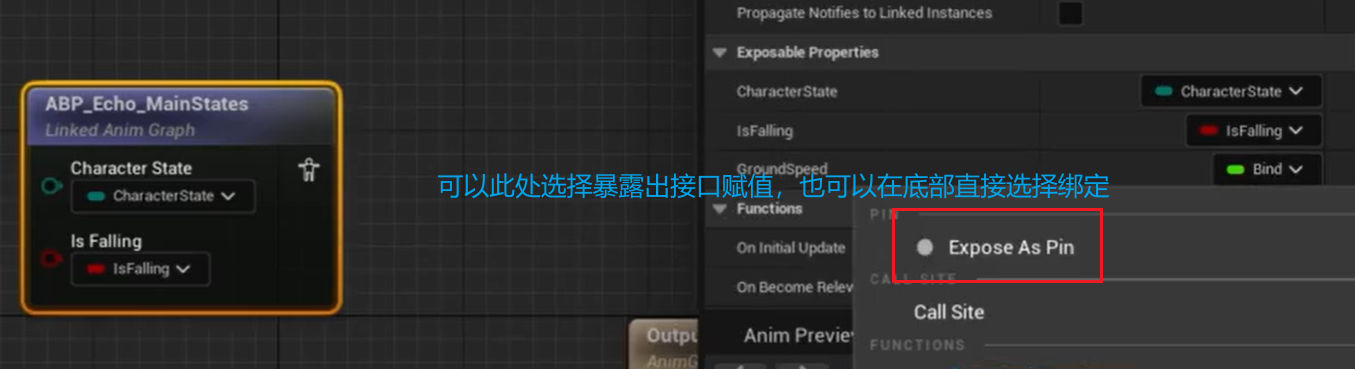 Propagate Notifies to Linked Instances
Exposable Properties
CharacterState
CharacterState
IsFalling
IsFalling
GroundSpeed
Bind
Functions
On Initial Update
On Become Relev
ABP_Echo_MainStates
Linked Anim Graph
Character State
CharacterState
Is Falling
IsFalling
可以此处选择暴露出接口赋值，也可以在底部直接选择绑定
PIN
Expose As Pin
CALL SITE
Call Site
FUNCTIONS
Outpu
AnimG
Anim Preview